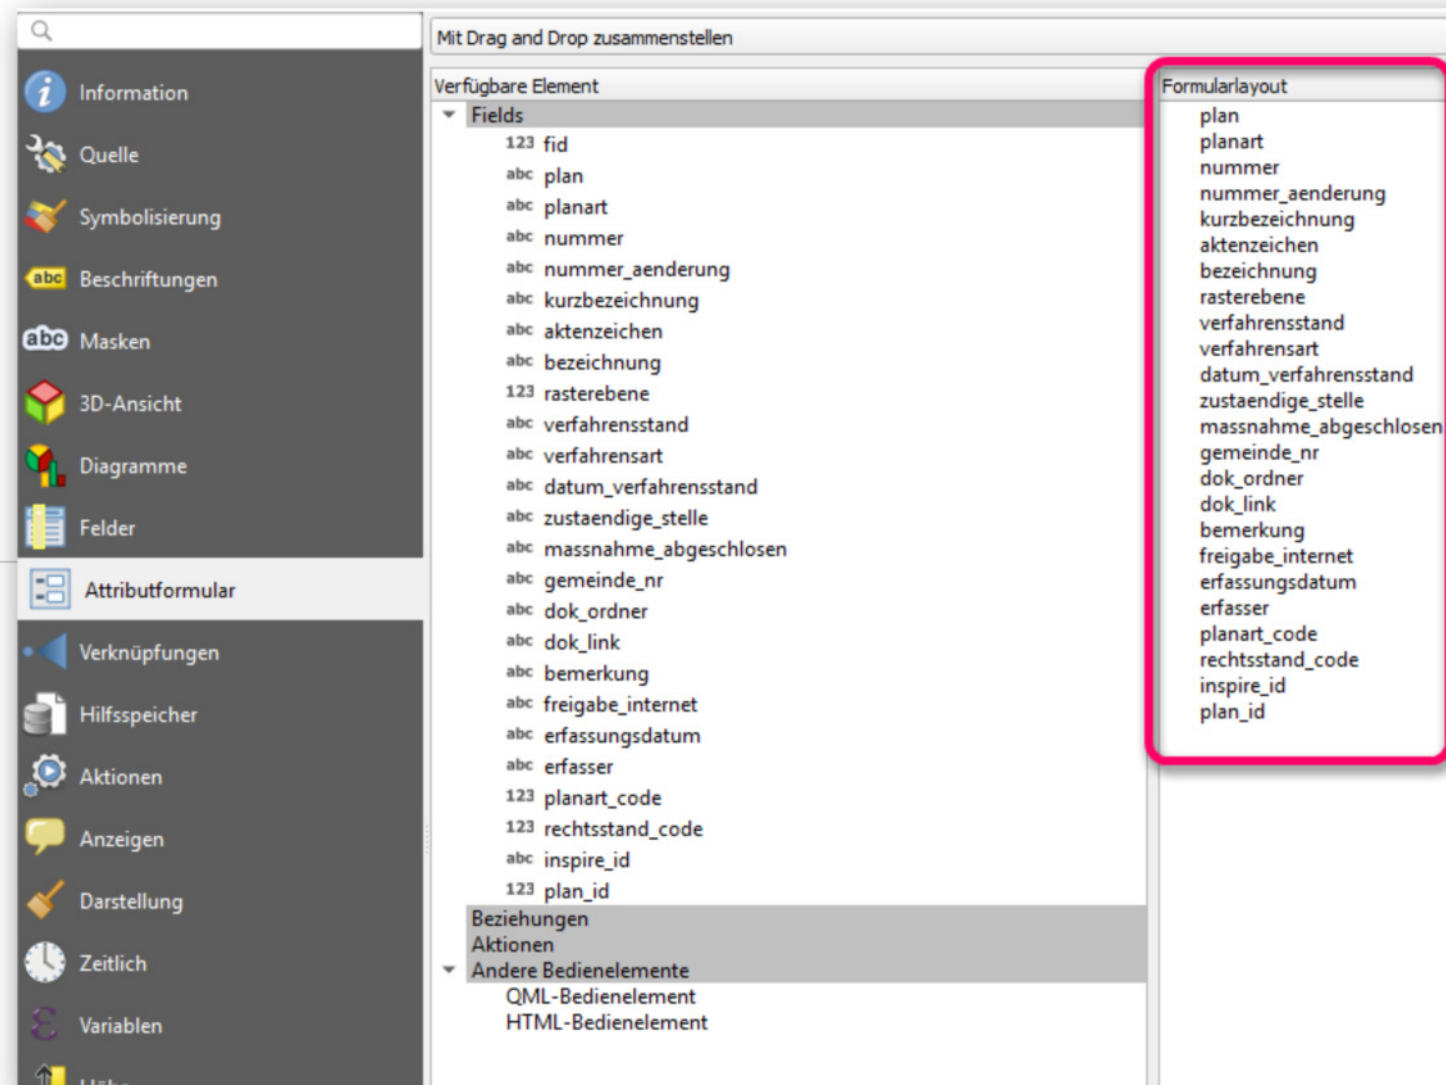 Information
Quelle
Symbolisierung
abc Beschriftungen
abc Masken
3D-Ansicht
Diagramme
Felder
Attributformular
Verknüpfungen
Hilfsspeicher
Aktionen
Anzeigen
Darstellung
Zeitlich
ε Variablen
Mit Drag and Drop zusammenstellen
Verfügbare Element
Fields
123 fid
abc plan
abc planart
abc nummer
abc nummer_aenderung
abc kurzbezeichnung
abc aktenzeichen
abc bezeichnung
123 rasterebene
abc verfahrensstand
abc verfahrensart
abc datum_verfahrensstand
abc zustaendige_stelle
abc massnahme_abgeschlosen
abc gemeinde_nr
abc dok_ordner
abc dok_link
abc bemerkung
abc freigabe_internet
abc erfassungsdatum
abc erfasser
123 planart_code
123 rechtsstand_code
abc inspire_id
123 plan_id
Beziehungen
Aktionen
Andere Bedienelemente
QML-Bedienelement
HTML-Bedienelement
Formularlayout
plan
planart
nummer
nummer_aenderung
kurzbezeichnung
aktenzeichen
bezeichnung
rasterebene
verfahrensstand
verfahrensart
datum_verfahrensstand
zustaendige_stelle
massnahme_abgeschlosen
gemeinde_nr
dok_ordner
dok_link
bemerkung
freigabe_internet
erfassungsdatum
erfasser
planart_code
rechtsstand_code
inspire_id
plan_id